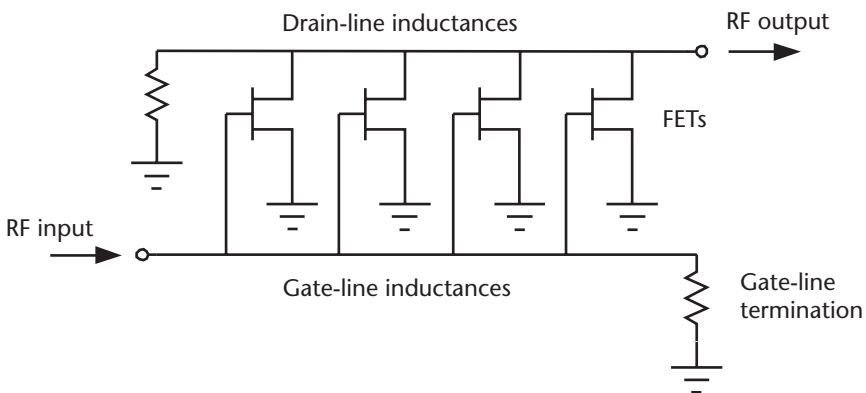 Drain-line inductances
RF output
FETs
RF input
Gate-line inductances
Gate-line
termination